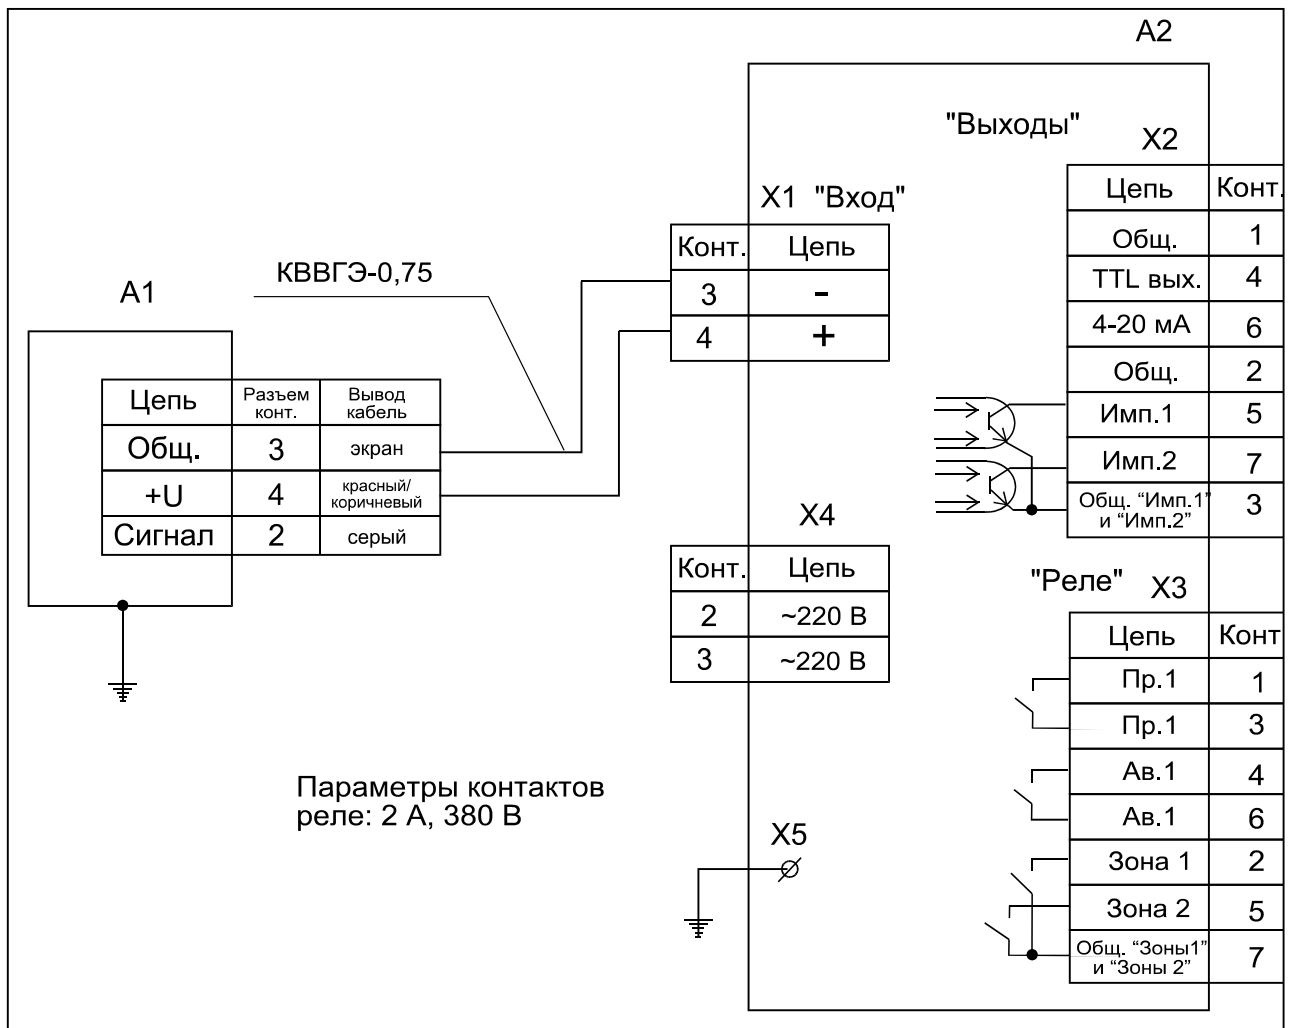 A2
"Выходы"
X2
Цепь Конт.
Общ. 1
TTL вых. 4
4-20 мА 6
Общ. 2
Имп.1 5
Имп.2 7
Общ. “Имп.1”
и “Имп.2” 3
X1 "Вход"
Конт. Цепь
3 -
4 +
КВВГЭ-0,75
A1
Цепь Разъем
конт. Вывод
кабель
Общ. 3 экран
+U 4 красный/
коричневый
Сигнал 2 серый
X4
Конт. Цепь
2 ~220 В
3 ~220 В
"Реле" X3
Цепь Конт
Пр.1 1
Пр.1 3
Ав.1 4
Ав.1 6
Зона 1 2
Зона 2 5
Общ. “Зоны1”
и “Зоны 2” 7
Параметры контактов
реле: 2 А, 380 В
X5